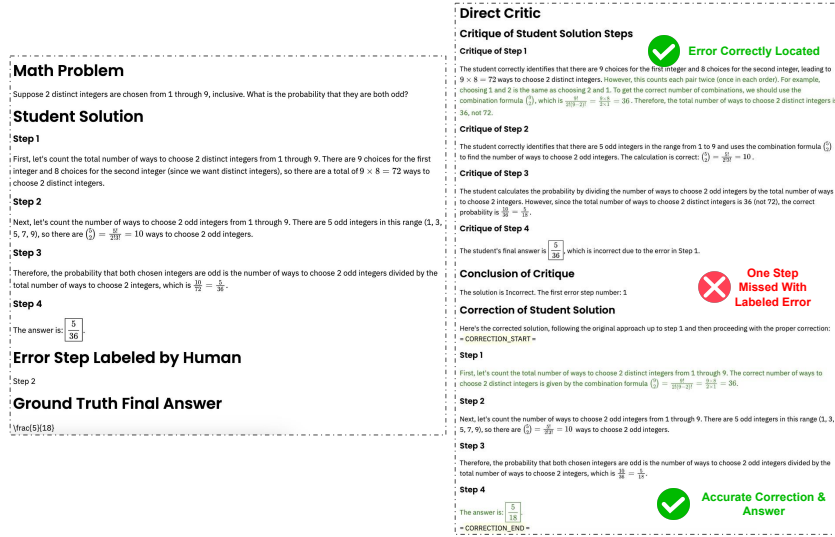 Math Problem
Suppose 2 distinct integers are chosen from 1 through 9, inclusive. What is the probability that they are both odd?
Student Solution
Step 1
First, let's count the total number of ways to choose 2 distinct integers from 1 through 9. There are 9 choices for the first
integer and 8 choices for the second integer (since we want distinct integers), so there are a total of 9 × 8 = 72 ways to
choose 2 distinct integers.
Step 2
Next, let's count the number of ways to choose 2 odd integers from 1 through 9. There are 5 odd integers in this range (1, 3,
5, 7, 9), so there are (5 2) = 5!/2!3! = 10 ways to choose 2 odd integers.
Step 3
Therefore, the probability that both chosen integers are odd is the number of ways to choose 2 odd integers divided by the
total number of ways to choose 2 integers, which is 10/72 = 5/36.
Step 4
The answer is: 5/36.
Error Step Labeled by Human
Step 2
Ground Truth Final Answer
\frac{5}{18}
Direct Critic
Critique of Student Solution Steps
Critique of Step 1
Error Correctly Located
The student correctly identifies that there are 9 choices for the first integer and 8 choices for the second integer, leading to
9 × 8 = 72 ways to choose 2 distinct integers. However, this counts each pair twice (once in each order). For example,
choosing 1 and 2 is the same as choosing 2 and 1. To get the correct number of combinations, we should use the
combination formula (9 2), which is 9!/2!(9−2)! = 9×8/2×1 = 36. Therefore, the total number of ways to choose 2 distinct integers is
36, not 72.
Critique of Step 2
The student correctly identifies that there are 5 odd integers in the range from 1 to 9 and uses the combination formula (5 2)
to find the number of ways to choose 2 odd integers. The calculation is correct: (5 2) = 5!/2!3! = 10.
Critique of Step 3
The student calculates the probability by dividing the number of ways to choose 2 odd integers by the total number of ways
to choose 2 integers. However, since the total number of ways to choose 2 distinct integers is 36 (not 72), the correct
probability is 10/36 = 5/18.
Critique of Step 4
The student's final answer is 5/36, which is incorrect due to the error in Step 1.
Conclusion of Critique
The solution is Incorrect. The first error step number: 1
One Step
Missed With
Labeled Error
Correction of Student Solution
Here's the corrected solution, following the original approach up to step 1 and then proceeding with the proper correction:
= CORRECTION_START =
Step 1
First, let's count the total number of ways to choose 2 distinct integers from 1 through 9. The correct number of ways to
choose 2 distinct integers is given by the combination formula (9 2) = 9!/2!(9−2)! = 9×8/2×1 = 36.
Step 2
Next, let's count the number of ways to choose 2 odd integers from 1 through 9. There are 5 odd integers in this range (1, 3,
5, 7, 9), so there are (5 2) = 5!/2!3! = 10 ways to choose 2 odd integers.
Step 3
Therefore, the probability that both chosen integers are odd is the number of ways to choose 2 odd integers divided by the
total number of ways to choose 2 integers, which is 10/36 = 5/18.
Step 4
The answer is: 5/18.
= CORRECTION_END =
Accurate Correction &
Answer